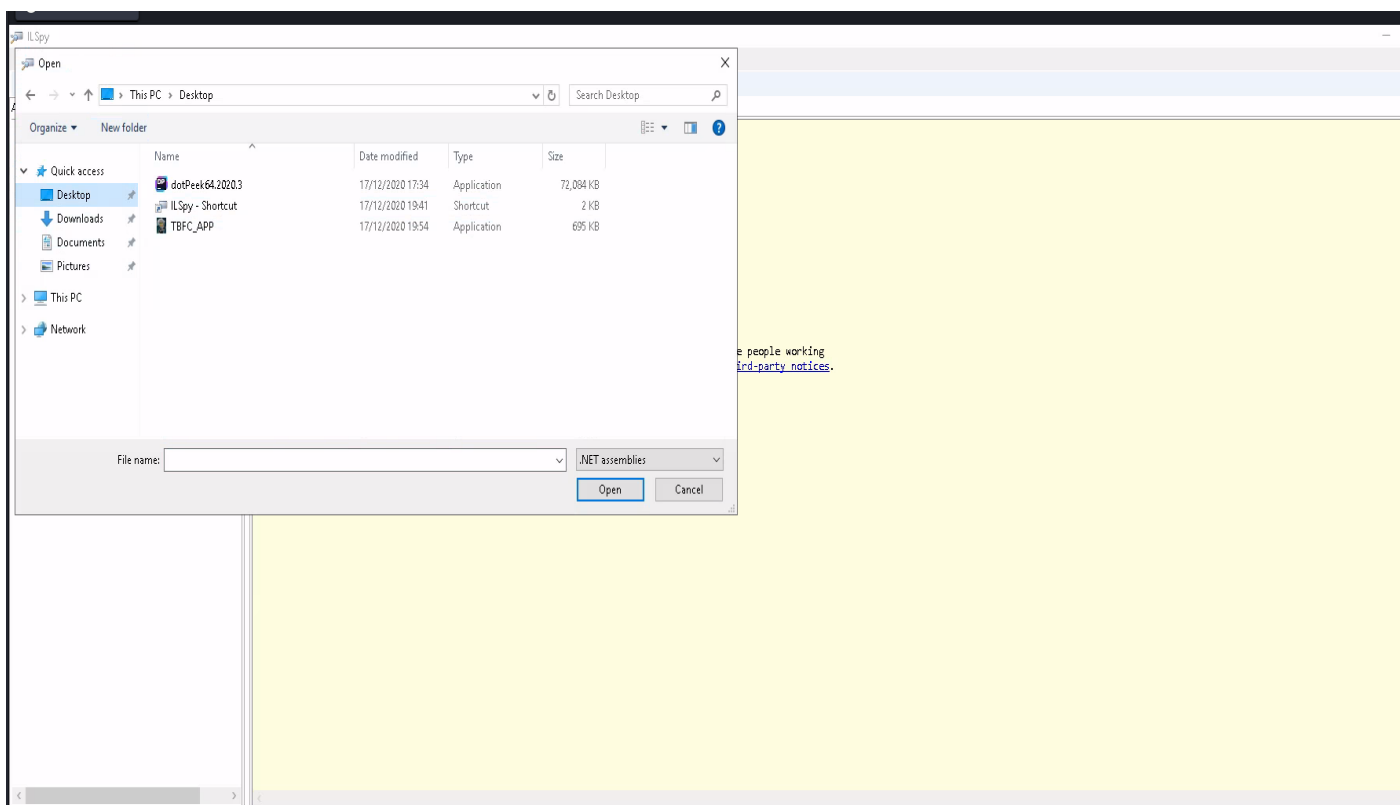 ILSpy
Open
This PC > Desktop
Search Desktop
Organize
New folder
Name Date modified Type Size
Quick access
Desktop
Downloads
Documents
Pictures
This PC
Network
dotPeek64.2020.3 17/12/2020 17:34 Application 72,084 KB
ILSpy - Shortcut 17/12/2020 19:41 Shortcut 2 KB
TBFC_APP 17/12/2020 19:54 Application 695 KB
e people working
ird-party notices.
File name: .NET assemblies
Open Cancel